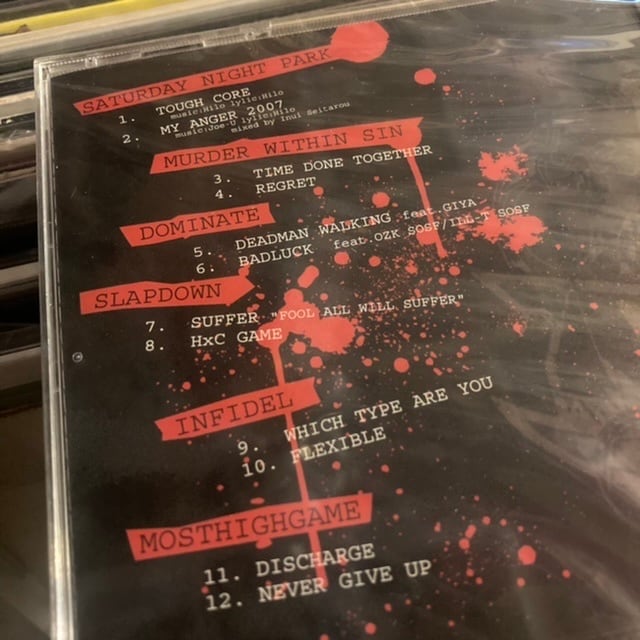 SATURDAY NIGHT PARK
1. TOUGH CORE
music:Hilo lylic:Hilo
2. MY ANGER 2007
music:Joe-U lylic:Hilo
mixed by Inui Seitarou
MURDER WITHIN SIN
3. TIME DONE TOGETHER
4. REGRET
DOMINATE
5. DEADMAN WALKING feat.GIYA
6. BADLUCK feat.OZK SOSF/ILL-T SOSF
SLAPDOWN
7. SUFFER "FOOL ALL WILL SUFFER"
8. HxC GAME
INFIDEL
9. WHICH TYPE ARE YOU
10. FLEXIBLE
MOSTHIGHGAME
11. DISCHARGE
12. NEVER GIVE UP